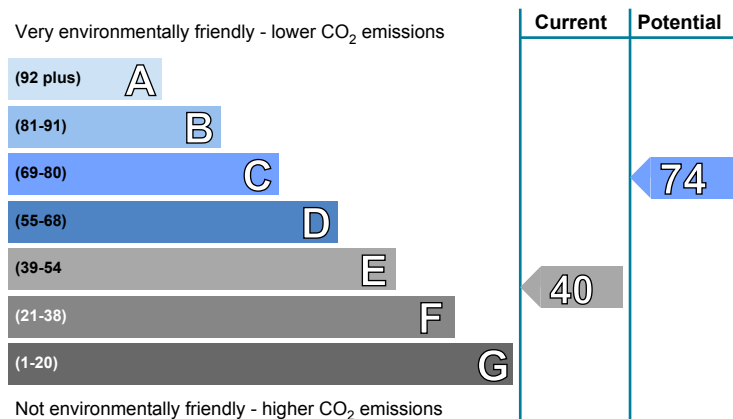 Very environmentally friendly - lower CO2 emissions
Current
Potential
(92 plus) A
(81-91) B
(69-80) C
74
(55-68) D
(39-54 E
40
(21-38) F
(1-20) G
Not environmentally friendly - higher CO2 emissions